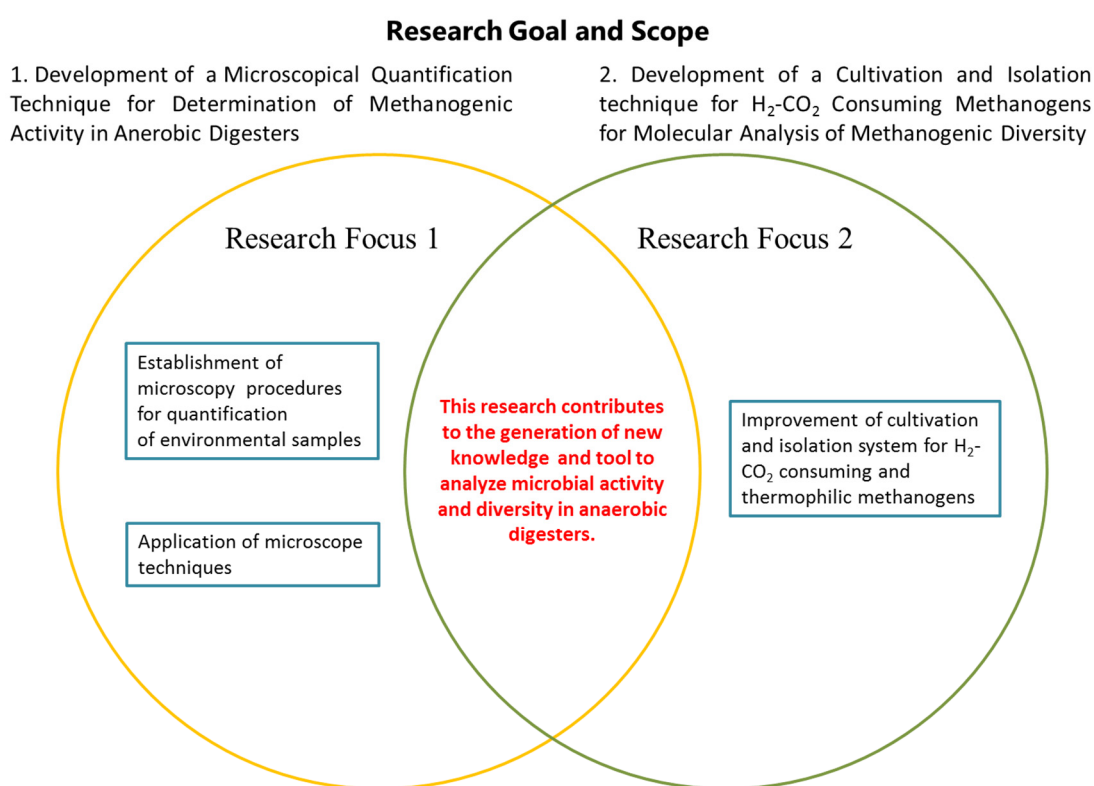 Research Goal and Scope
1. Development of a Microscopical Quantification
Technique for Determination of Methanogenic
Activity in Anerobic Digesters
2. Development of a Cultivation and Isolation
technique for H₂-CO₂ Consuming Methanogens
for Molecular Analysis of Methanogenic Diversity
Research Focus 1
Research Focus 2
Establishment of
microscopy procedures
for quantification
of environmental samples
Application of microscope
techniques
This research contributes
to the generation of new
knowledge and tool to
analyze microbial activity
and diversity in anaerobic
digesters.
Improvement of cultivation
and isolation system for H₂-
CO₂ consuming and
thermophilic methanogens